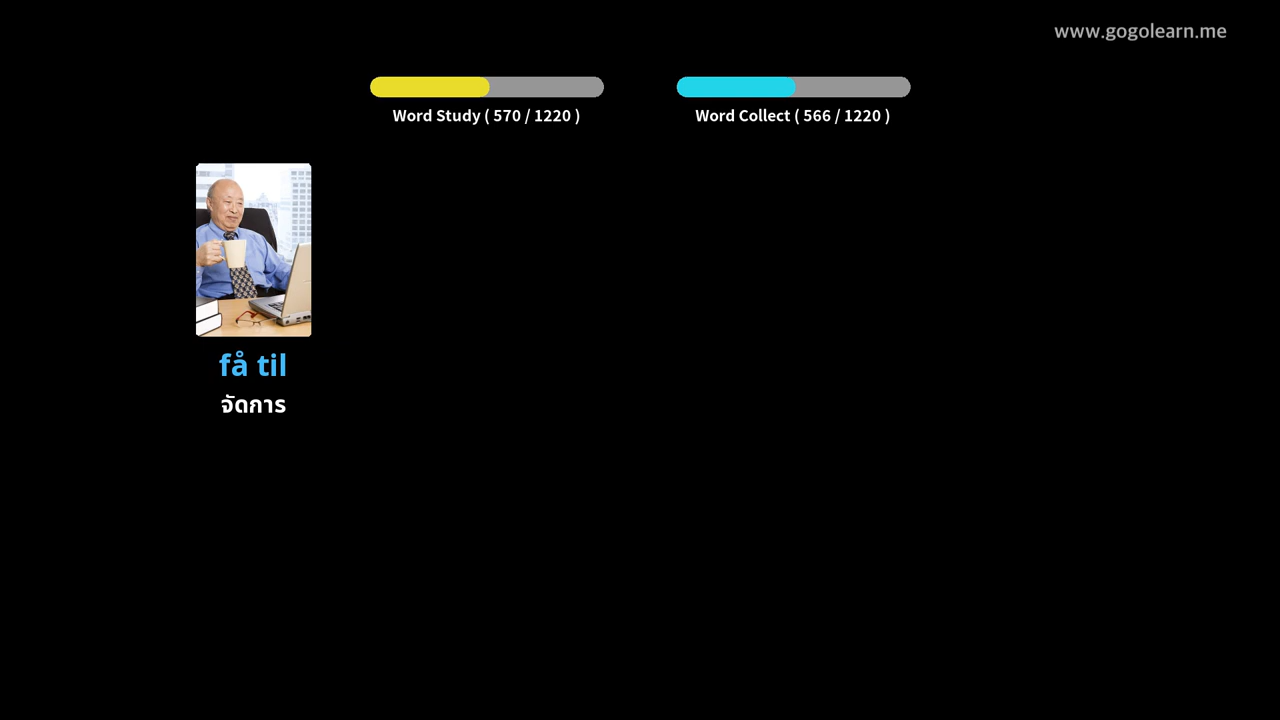 www.gogolearn.me
Word Study ( 570 / 1220 )
Word Collect ( 566 / 1220 )
få til
จัดการ